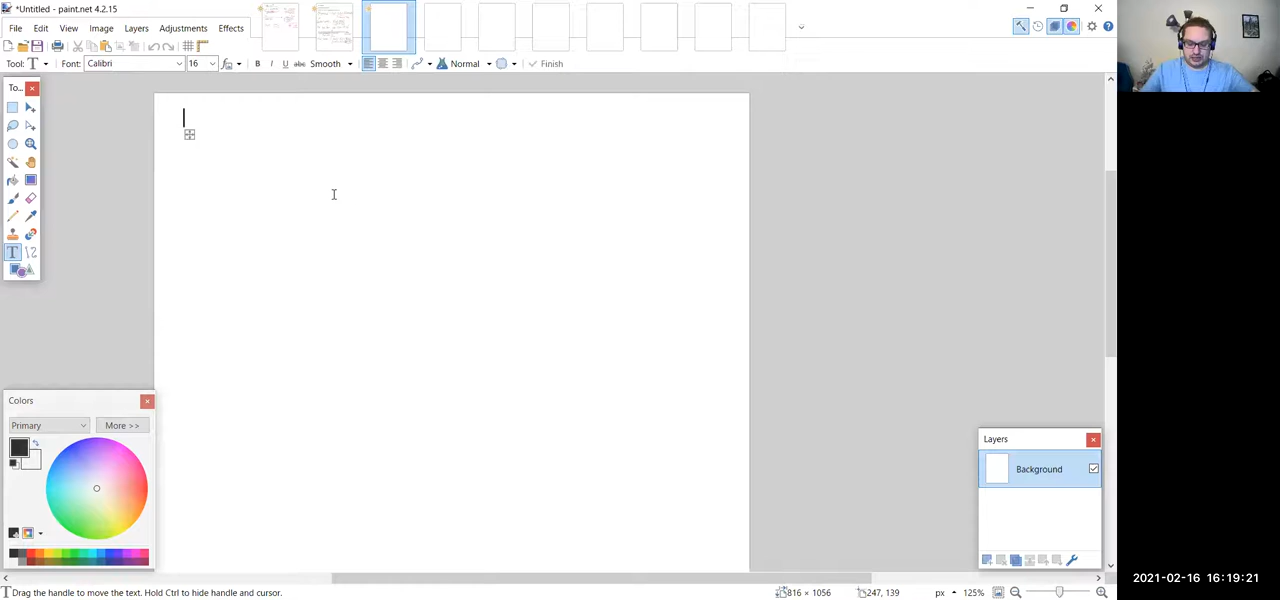 *Untitled - paint.net 4.2.15
File Edit View Image Layers Adjustments Effects
Tool: T Font: Calibri 16 B I U abc Smooth Normal Finish
To...
Colors
Primary More >>
Layers
Background
Drag the handle to move the text. Hold Ctrl to hide handle and cursor. 816 × 1056 247, 139 px 125%
2021-02-16 16:19:21